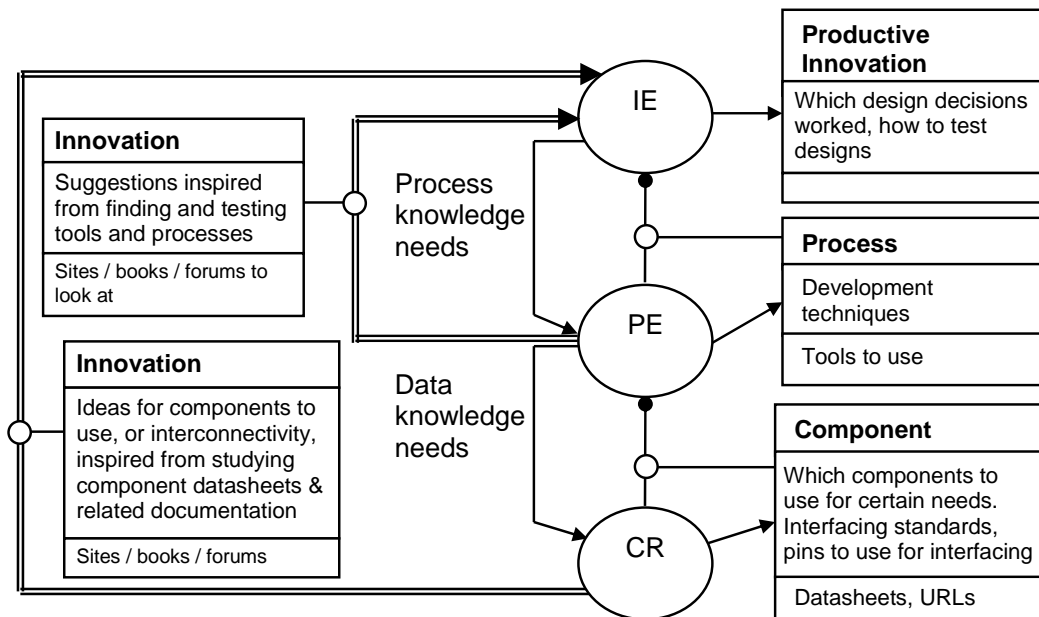 Productive
Innovation
Which design decisions
worked, how to test
designs
IE
Innovation
Suggestions inspired
from finding and testing
tools and processes
Sites / books / forums to
look at
Process
knowledge
needs
Process
Development
techniques
Tools to use
PE
Innovation
Ideas for components to
use, or interconnectivity,
inspired from studying
component datasheets &
related documentation
Sites / books / forums
Data
knowledge
needs
Component
Which components to
use for certain needs.
Interfacing standards,
pins to use for interfacing
Datasheets, URLs
CR